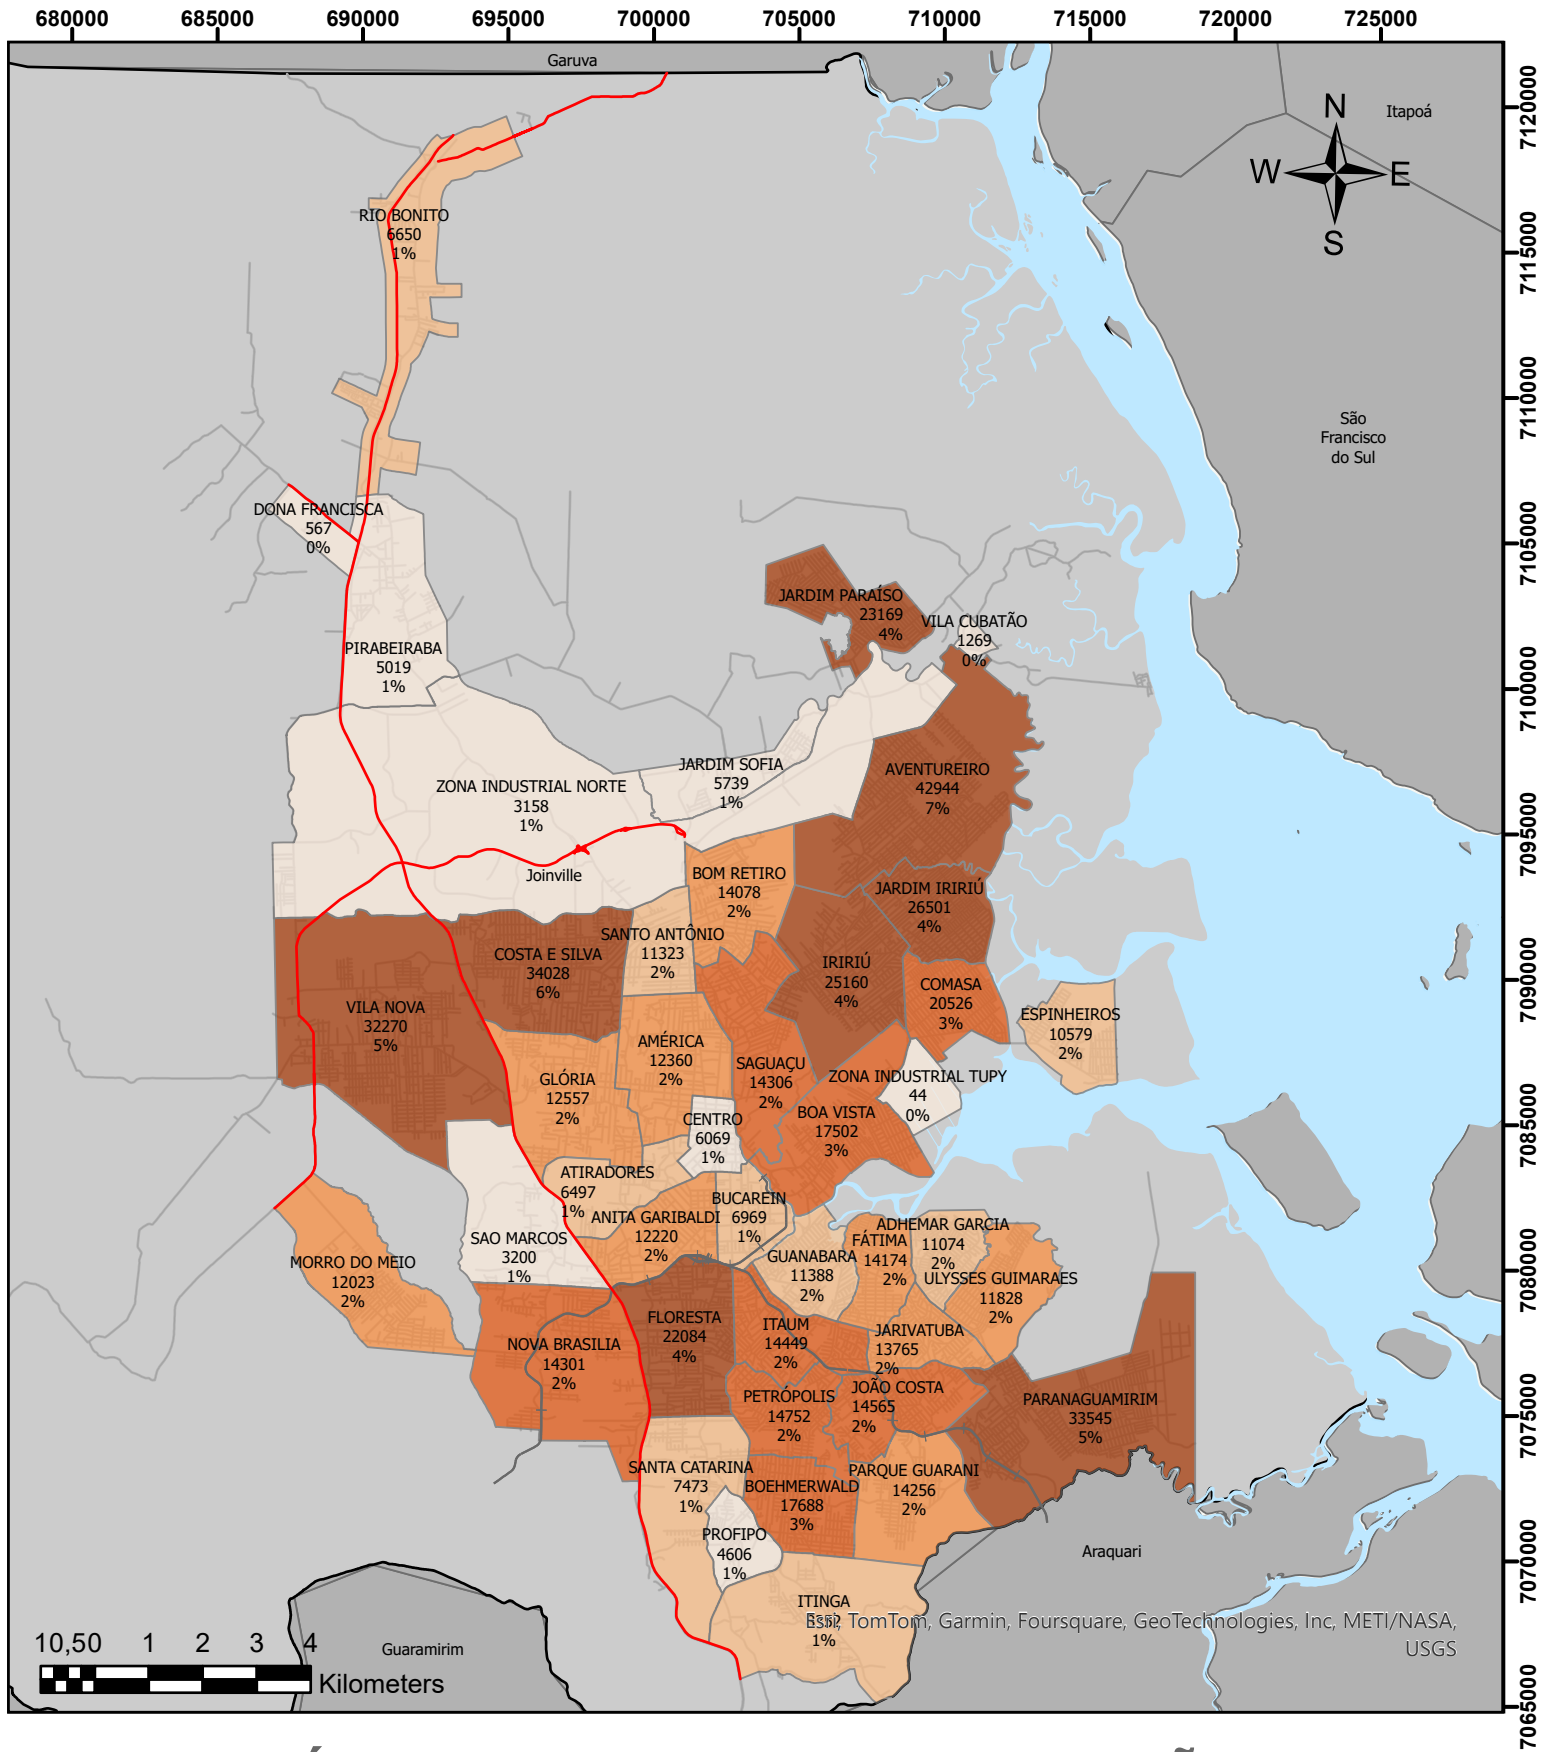 680000 685000 690000 695000 700000 705000 710000 715000 720000 725000
Garuva
Itapoá
N
W E
S
7120000
7115000
7110000
7105000
7100000
7095000
7090000
7085000
7080000
7075000
7070000
7065000
RIO BONITO
6650
1%
São
Francisco
do Sul
DONA FRANCISCA
567
0%
JARDIM PARAÍSO
23169
4%
VILA CUBATÃO
1269
0%
PIRABEIRABA
5019
1%
JARDIM SOFIA
5739
1%
AVENTUREIRO
42944
7%
ZONA INDUSTRIAL NORTE
3158
1%
Joinville
BOM RETIRO
14078
2%
JARDIM IRIRIÚ
26501
4%
SANTO ANTÔNIO
11323
2%
COSTA E SILVA
34028
6%
IRIRIÚ
25160
4%
COMASA
20526
3%
VILA NOVA
32270
5%
ESPINHEIROS
10579
2%
AMÉRICA
12360
2%
SAGUAÇU
14306
2%
GLÓRIA
12557
2%
ZONA INDUSTRIAL TUPY
44
0%
BOA VISTA
17502
3%
CENTRO
6069
1%
ATIRADORES
6497
1%
BUCAREIN
6969
1%
ANITA GARIBALDI
12220
2%
ADHEMAR GARCIA
11074
2%
SAO MARCOS
3200
1%
FÁTIMA
14174
2%
GUANABARA
11388
2%
MORRO DO MEIO
12023
2%
ULYSSES GUIMARAES
11828
2%
FLORESTA
22084
4%
ITAUM
14449
2%
JARIVATUBA
13765
2%
NOVA BRASILIA
14301
2%
JOÃO COSTA
14565
2%
PETRÓPOLIS
14752
2%
PARANAGUAMIRIM
33545
5%
SANTA CATARINA
7473
1%
PARQUE GUARANI
14256
2%
BOEHMERWALD
17688
3%
PROFIPO
4606
1%
Araquari
ITINGA
1%
Esri, TomTom, Garmin, Foursquare, GeoTechnologies, Inc, METI/NASA,
USGS
Guaramirim
10,50 1 2 3 4
Kilometers